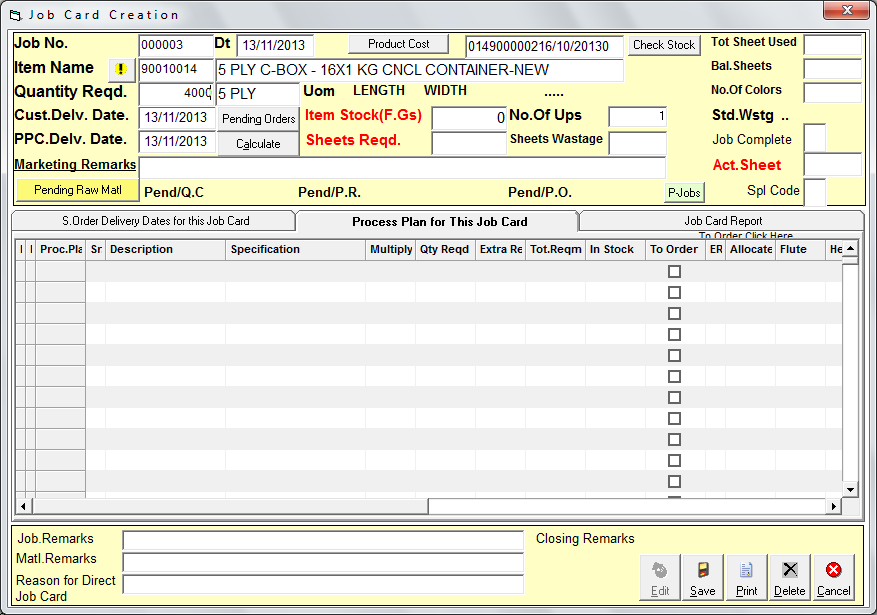 Job Card Creation
Job No. 000003 Dt 13/11/2013 Product Cost 014900000216/10/20130 Check Stock Tot Sheet Used
Item Name ! 90010014 5 PLY C-BOX - 16X1 KG CNCL CONTAINER-NEW Bal.Sheets
Quantity Reqd. 4000 5 PLY Uom LENGTH WIDTH ..... No.Of Colors
Cust.Delv. Date. 13/11/2013 Pending Orders Item Stock(F.Gs) 0 No.Of Ups 1 Std.Wstg ..
PPC.Delv. Date. 13/11/2013 Calculate Sheets Reqd. Sheets Wastage Job Complete
Marketing Remarks Act.Sheet
Pending Raw Matl Pend/Q.C Pend/P.R. Pend/P.O. P-Jobs Spl Code
S.Order Delivery Dates for this Job Card Process Plan for This Job Card Job Card Report
To Order Click Here
Proc.Pla Sr Description Specification Multiply Qty Reqd Extra Re Tot.Reqm In Stock To Order ER Allocate Flute He
Job.Remarks Closing Remarks
Matl.Remarks
Reason for Direct
Job Card
Edit Save Print Delete Cancel